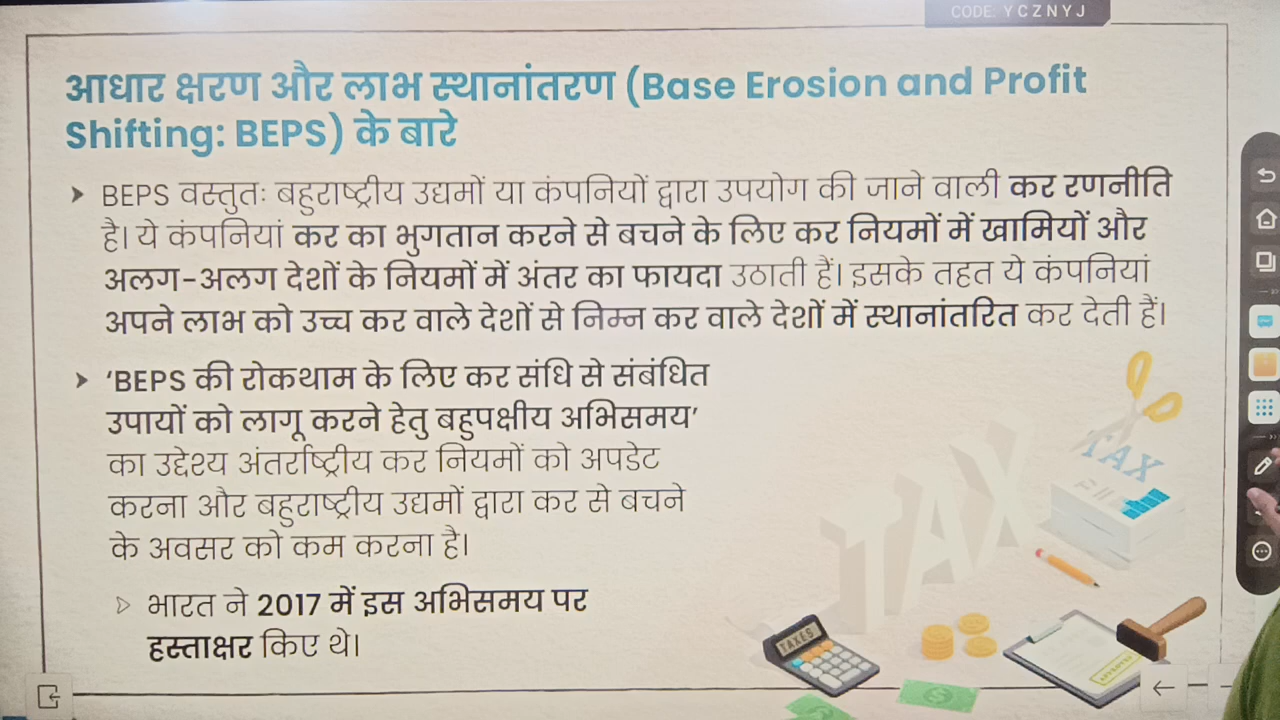 CODE: YCZNYJ
आधार क्षरण और लाभ स्थानांतरण (Base Erosion and Profit
Shifting: BEPS) के बारे
BEPS वस्तुतः बहुराष्ट्रीय उद्यमों या कंपनियों द्वारा उपयोग की जाने वाली कर रणनीति
है। ये कंपनियां कर का भुगतान करने से बचने के लिए कर नियमों में खामियों और
अलग-अलग देशों के नियमों में अंतर का फायदा उठाती हैं। इसके तहत ये कंपनियां
अपने लाभ को उच्च कर वाले देशों से निम्न कर वाले देशों में स्थानांतरित कर देती हैं।
'BEPS की रोकथाम के लिए कर संधि से संबंधित
उपायों को लागू करने हेतु बहुपक्षीय अभिसमय'
का उद्देश्य अंतर्राष्ट्रीय कर नियमों को अपडेट
करना और बहुराष्ट्रीय उद्यमों द्वारा कर से बचने
के अवसर को कम करना है।
भारत ने 2017 में इस अभिसमय पर
हस्ताक्षर किए थे।
TAX
TAX
TAXES